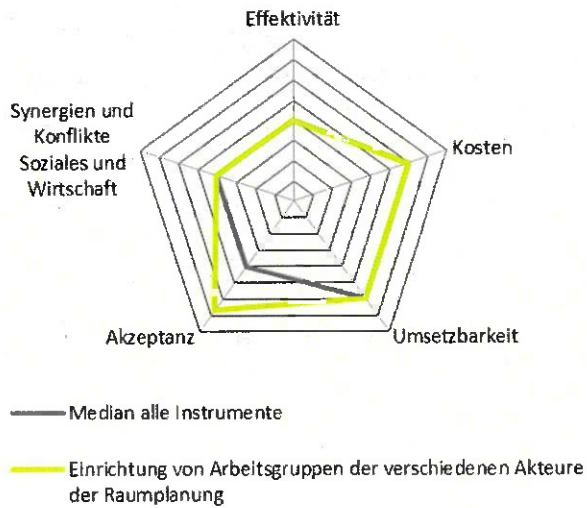 Effektivität
Synergien und
Konflikte
Soziales und
Wirtschaft
Kosten
Akzeptanz
Umsetzbarkeit
Median alle Instrumente
Einrichtung von Arbeitsgruppen der verschiedenen Akteure
der Raumplanung